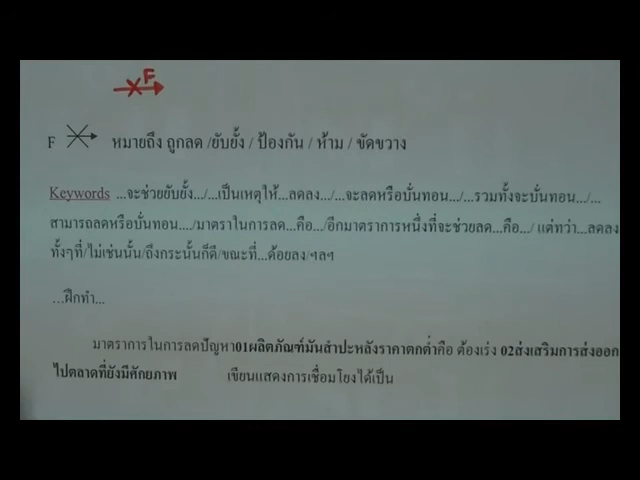 F
F หมายถึง ถูกลด /ยับยั้ง / ป้องกัน / ห้าม / ขัดขวาง
Keywords ...จะช่วยยับยั้ง.../...เป็นเหตุให้...ลดลง.../...จะลดหรือบั่นทอน.../...รวมทั้งจะบั่นทอน.../...
สามารถลดหรือบั่นทอน..../มาตราในการลด...คือ.../อีกมาตราการหนึ่งที่จะช่วยลด...คือ.../ แต่ทว่า...ลดลง
ทั้งๆที่/ไม่เช่นนั้น/ถึงกระนั้นก็ดี/ขณะที่...ด้อยลง/ฯลฯ
...ฝึกทำ...
มาตราการในการลดปัญหา01ผลิตภัณฑ์มันสำปะหลังราคาตกต่ำคือ ต้องเร่ง 02ส่งเสริมการส่งออก
ไปตลาดที่ยังมีศักยภาพ เขียนแสดงการเชื่อมโยงได้เป็น